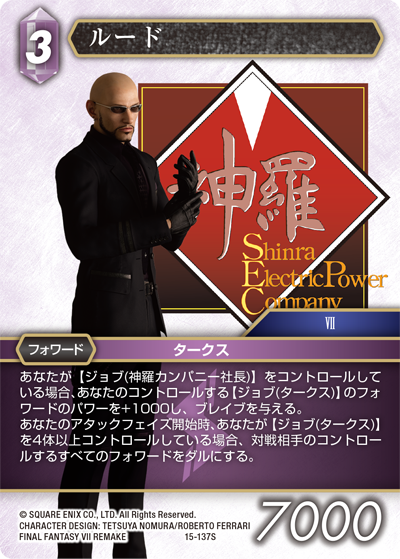 3
ルード
神羅
Shinra
Electric Power
Company
VII
フォワード
タークス
あなたが【ジョブ(神羅カンパニー社長)】をコントロールして
いる場合、あなたのコントロールする【ジョブ(タークス)】のフォ
ワードのパワーを+1000し、ブレイブを与える。
あなたのアタックフェイズ開始時、あなたが【ジョブ(タークス)】
を4体以上コントロールしている場合、対戦相手のコントロー
ルするすべてのフォワードをダルにする。
© SQUARE ENIX CO., LTD. All Rights Reserved.
CHARACTER DESIGN: TETSUYA NOMURA/ROBERTO FERRARI
FINAL FANTASY VII REMAKE
15-137S
7000